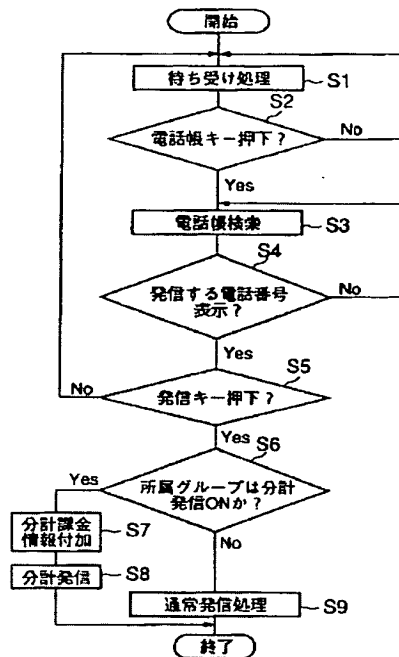 開始
待ち受け処理
S1
S2
電話帳キー押下？
No
Yes
電話帳検索
S3
S4
発信する電話番号
表示？
No
Yes
S5
No
発信キー押下？
Yes
S6
Yes
所属グループは分計
発信ONか？
分計課金
情報付加
S7
No
分計発信
S8
通常発信処理
S9
終了